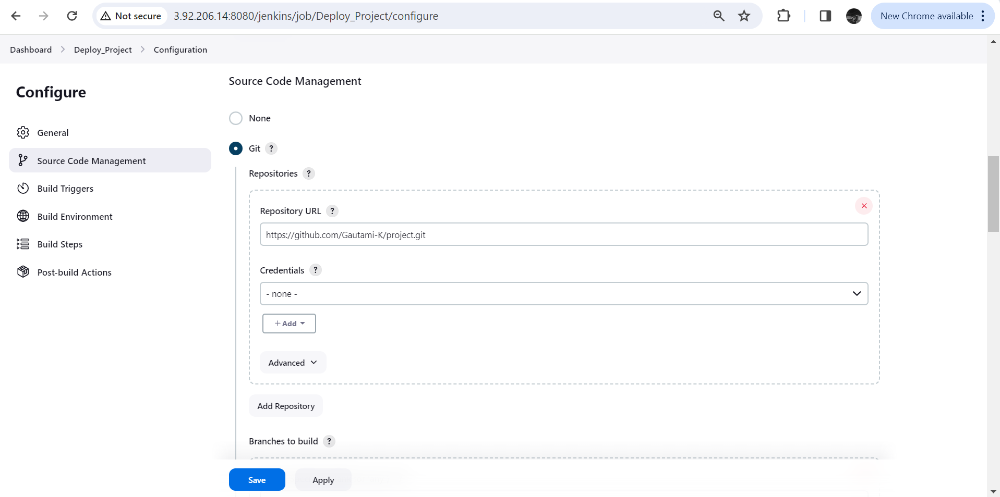 Not secure 3.92.206.14:8080/jenkins/job/Deploy_Project/configure New Chrome available
Dashboard Deploy_Project Configuration
Configure
General
Source Code Management
Build Triggers
Build Environment
Build Steps
Post-build Actions
Source Code Management
None
Git ?
Repositories ?
Repository URL ?
https://github.com/Gautami-K/project.git
Credentials ?
- none -
+ Add
Advanced
Add Repository
Branches to build ?
Save Apply